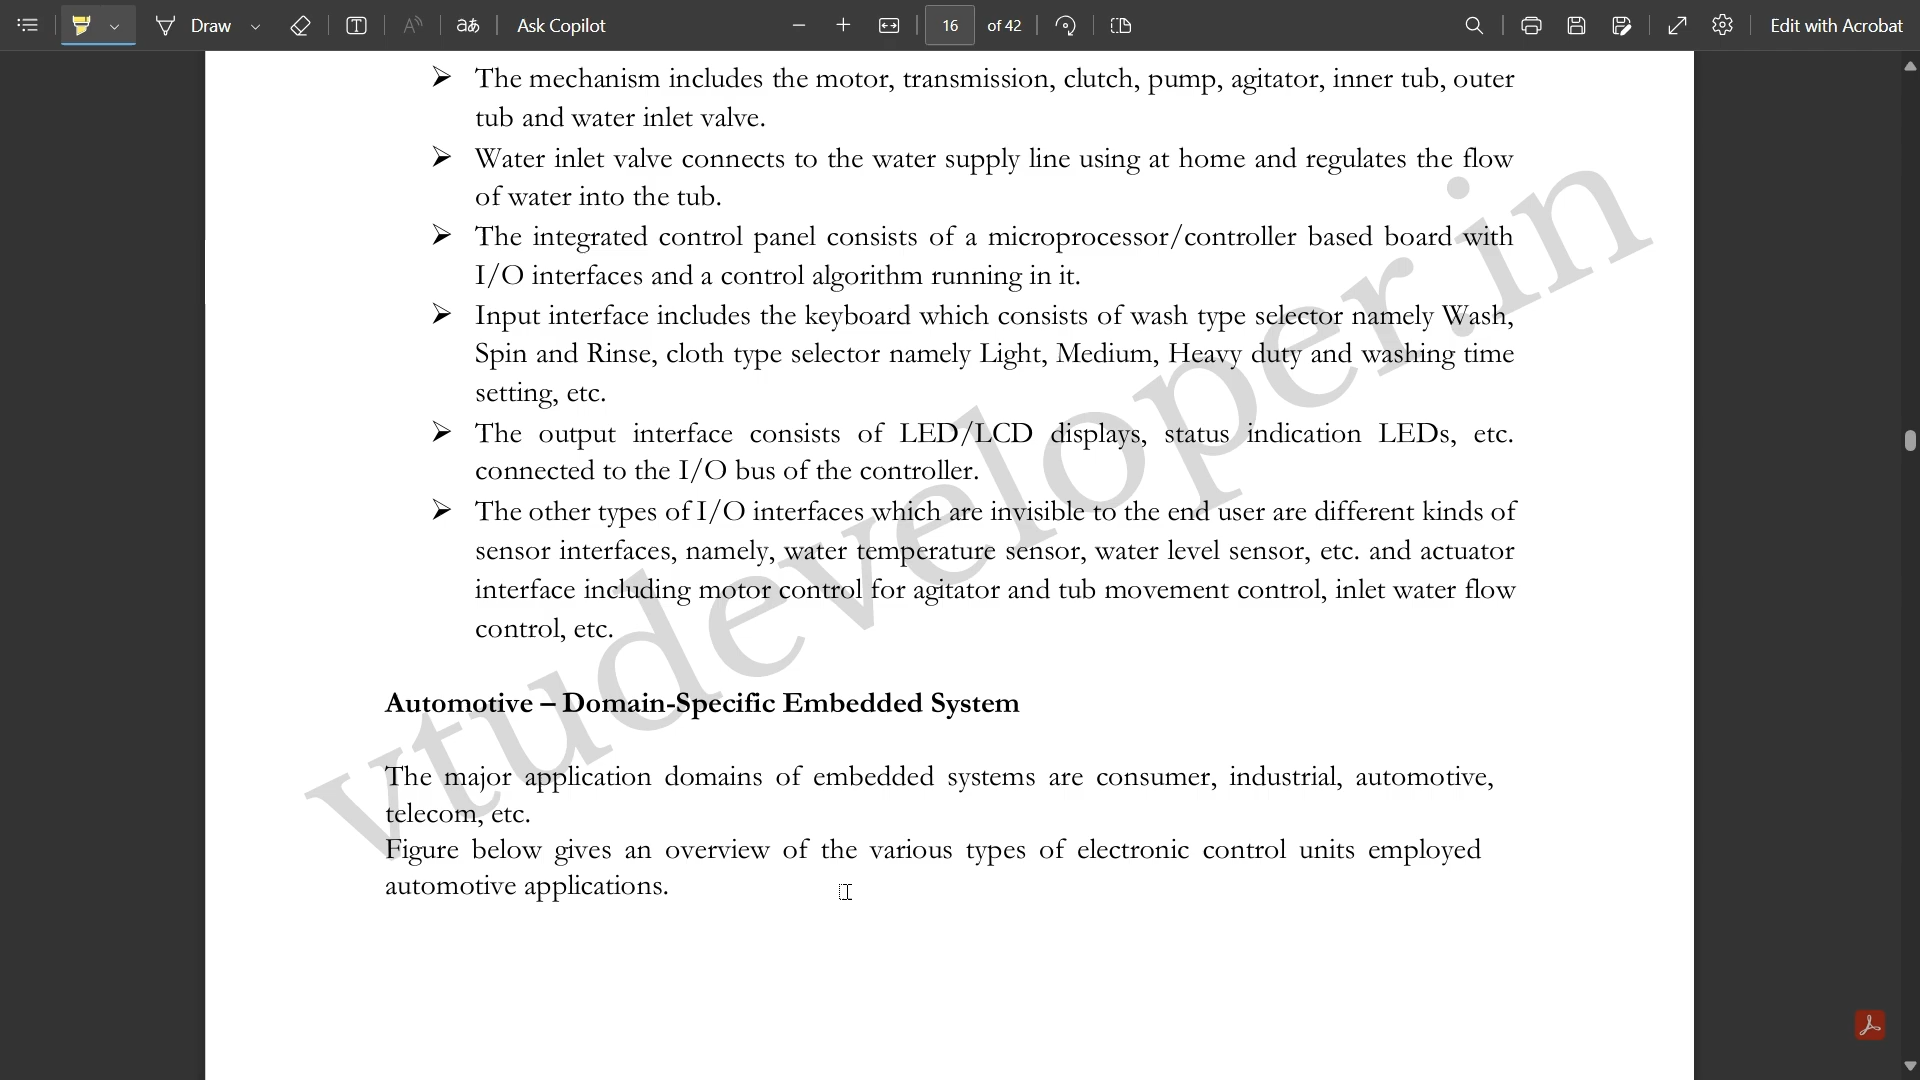 Draw
A
aあ
Ask Copilot
16
of 42
Edit with Acrobat
The mechanism includes the motor, transmission, clutch, pump, agitator, inner tub, outer
tub and water inlet valve.
Water inlet valve connects to the water supply line using at home and regulates the flow
of water into the tub.
The integrated control panel consists of a microprocessor/controller based board with
I/O interfaces and a control algorithm running in it.
Input interface includes the keyboard which consists of wash type selector namely Wash,
Spin and Rinse, cloth type selector namely Light, Medium, Heavy duty and washing time
setting, etc.
The output interface consists of LED/LCD displays, status indication LEDs, etc.
connected to the I/O bus of the controller.
The other types of I/O interfaces which are invisible to the end user are different kinds of
sensor interfaces, namely, water temperature sensor, water level sensor, etc. and actuator
interface including motor control for agitator and tub movement control, inlet water flow
control, etc.
Automotive – Domain-Specific Embedded System
The major application domains of embedded systems are consumer, industrial, automotive,
telecom, etc.
Figure below gives an overview of the various types of electronic control units employed
automotive applications.
vtudeveloper.in